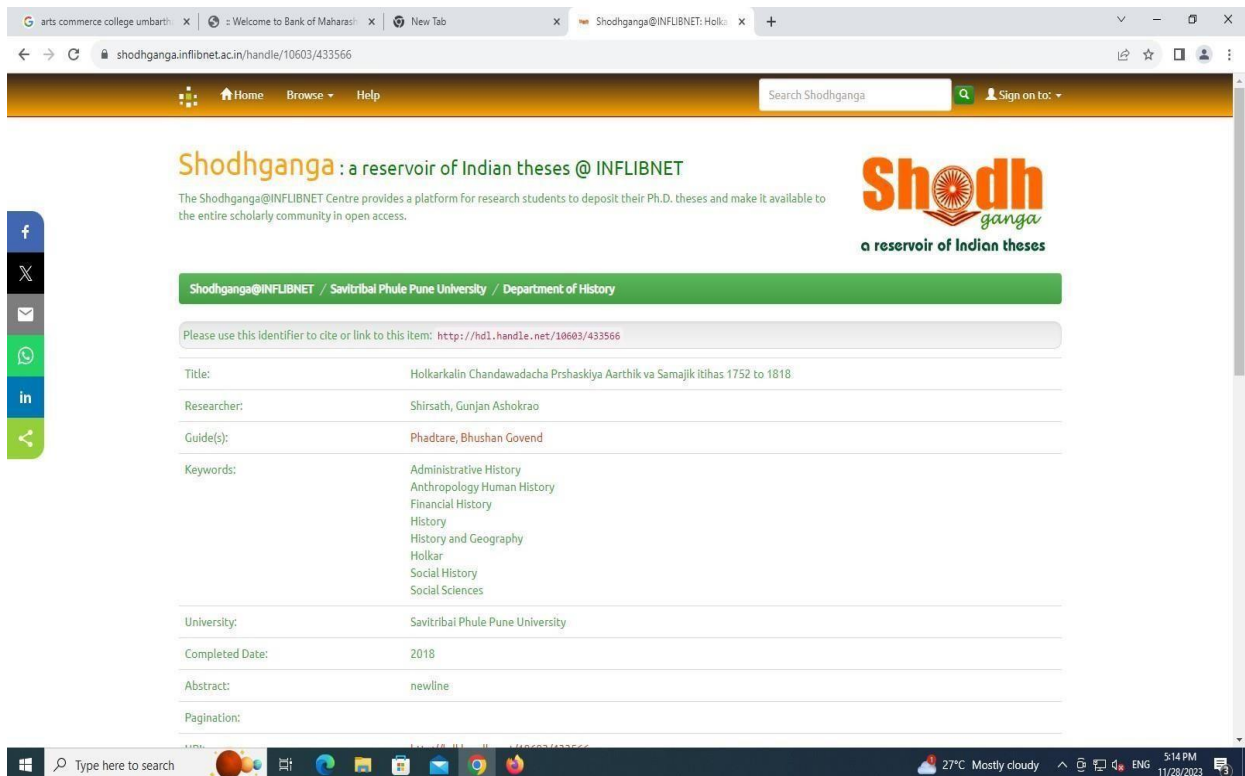 arts commerce college umbarth
:: Welcome to Bank of Maharash
New Tab
Shodhganga@INFLIBNET: Holka
shodhganga.inflibnet.ac.in/handle/10603/433566
Home Browse Help
Search Shodhganga
Sign on to:
Shodhganga : a reservoir of Indian theses @ INFLIBNET
The Shodhganga@INFLIBNET Centre provides a platform for research students to deposit their Ph.D. theses and make it available to
the entire scholarly community in open access.
Shodh
ganga
a reservoir of Indian theses
Shodhganga@INFLIBNET / Savitribai Phule Pune University / Department of History
Please use this identifier to cite or link to this item: http://hdl.handle.net/10603/433566
Title: Holkarkalin Chandawadacha Prshaskiya Aarthik va Samajik itihas 1752 to 1818
Researcher: Shirsath, Gunjan Ashokrao
Guide(s): Phadtare, Bhushan Govend
Keywords: Administrative History
Anthropology Human History
Financial History
History
History and Geography
Holkar
Social History
Social Sciences
University: Savitribai Phule Pune University
Completed Date: 2018
Abstract: newline
Pagination:
Type here to search
27°C Mostly cloudy
ENG
5:14 PM
11/28/2023